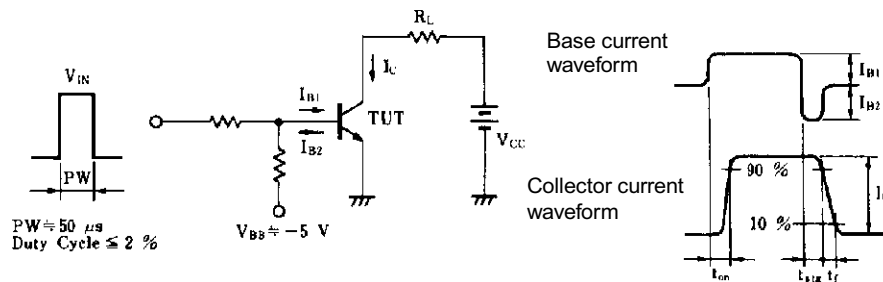 V_IN
PW
PW≒50 μs
Duty Cycle ≦ 2 %
I_B1
I_B2
V_BB ≒ −5 V
TUT
I_C
R_L
V_CC
Base current
waveform
I_B1
I_B2
Collector current
waveform
90 %
10 %
t_on
t_stg
t_f